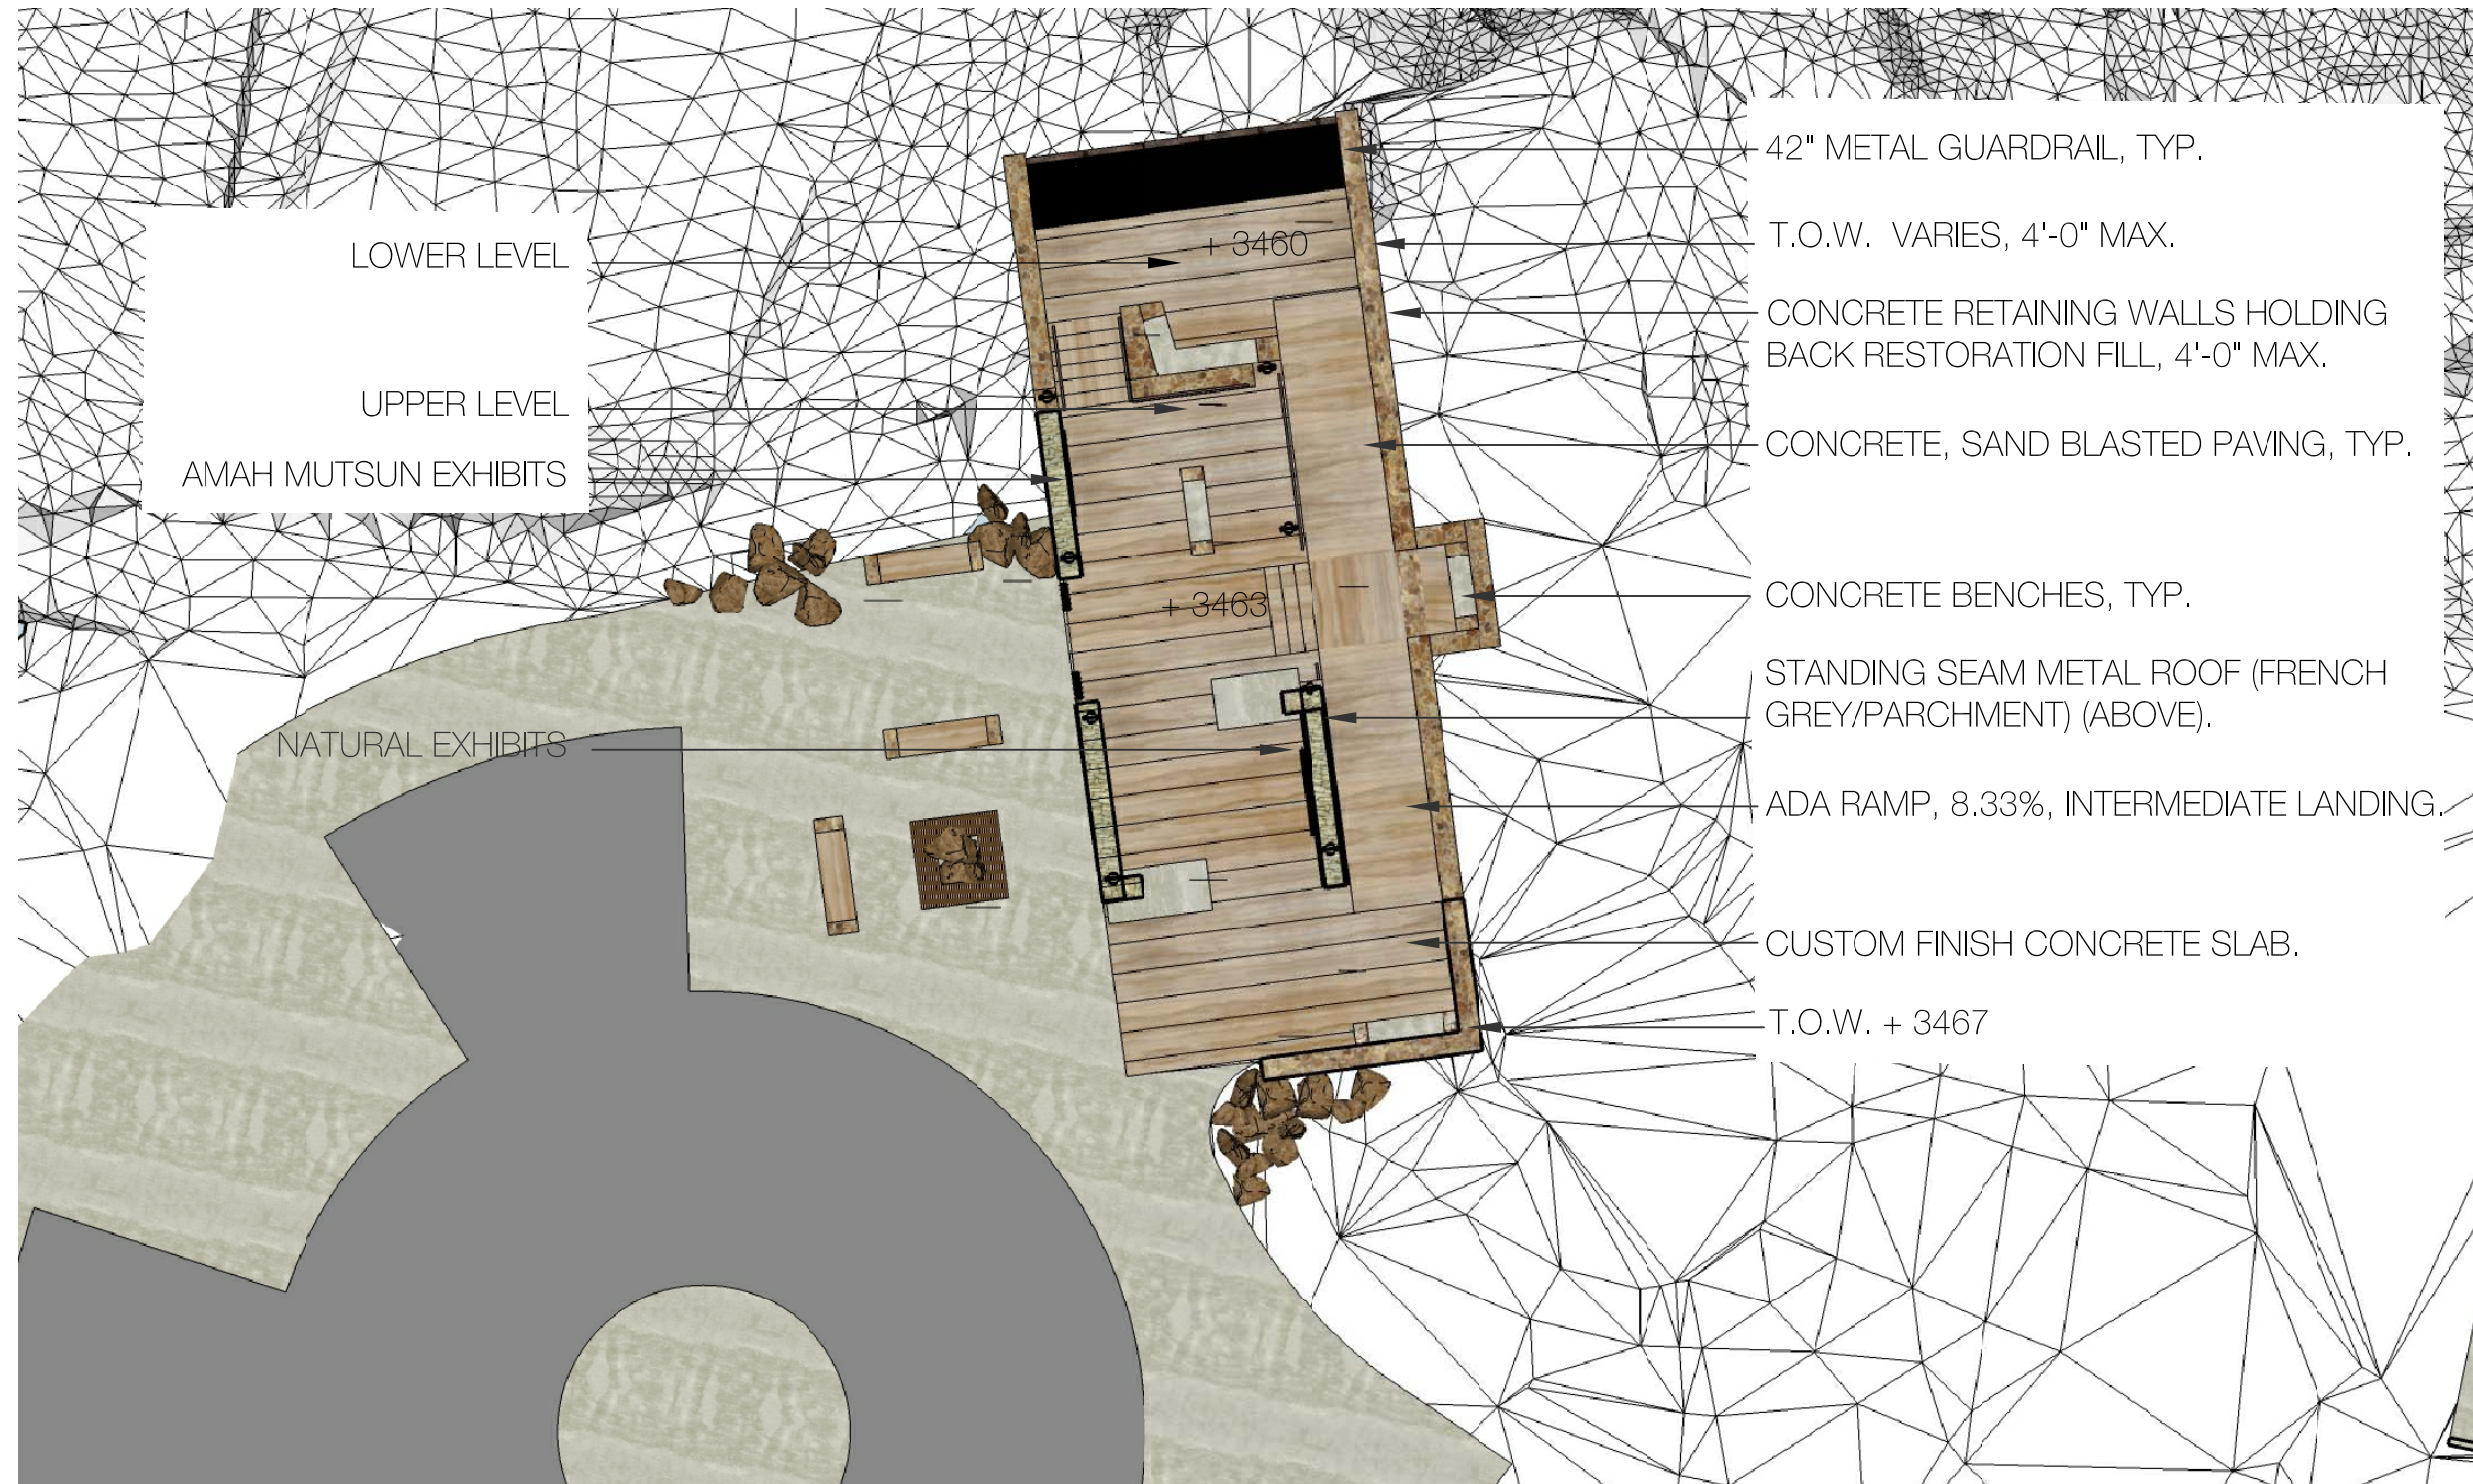 LOWER LEVEL
UPPER LEVEL
AMAH MUTSUN EXHIBITS
NATURAL EXHIBITS
+ 3460
+ 3463
42" METAL GUARDRAIL, TYP.
T.O.W. VARIES, 4'-0" MAX.
CONCRETE RETAINING WALLS HOLDING
BACK RESTORATION FILL, 4'-0" MAX.
CONCRETE, SAND BLASTED PAVING, TYP.
CONCRETE BENCHES, TYP.
STANDING SEAM METAL ROOF (FRENCH
GREY/PARCHMENT) (ABOVE).
ADA RAMP, 8.33%, INTERMEDIATE LANDING.
CUSTOM FINISH CONCRETE SLAB.
T.O.W. + 3467